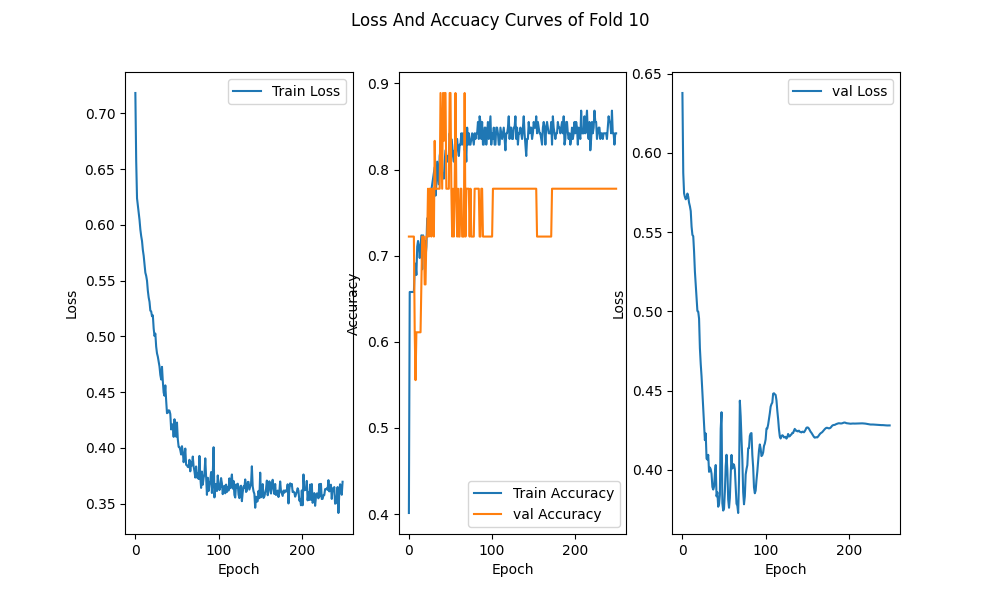 Loss And Accuacy Curves of Fold 10
Train Loss
0.70
0.65
0.60
0.55
0.50
0.45
0.40
0.35
Loss
0
100
200
Epoch
0.9
0.8
0.7
0.6
0.5
0.4
Accuracy
Train Accuracy
val Accuracy
0
100
200
Epoch
val Loss
0.65
0.60
0.55
0.50
0.45
0.40
Loss
0
100
200
Epoch